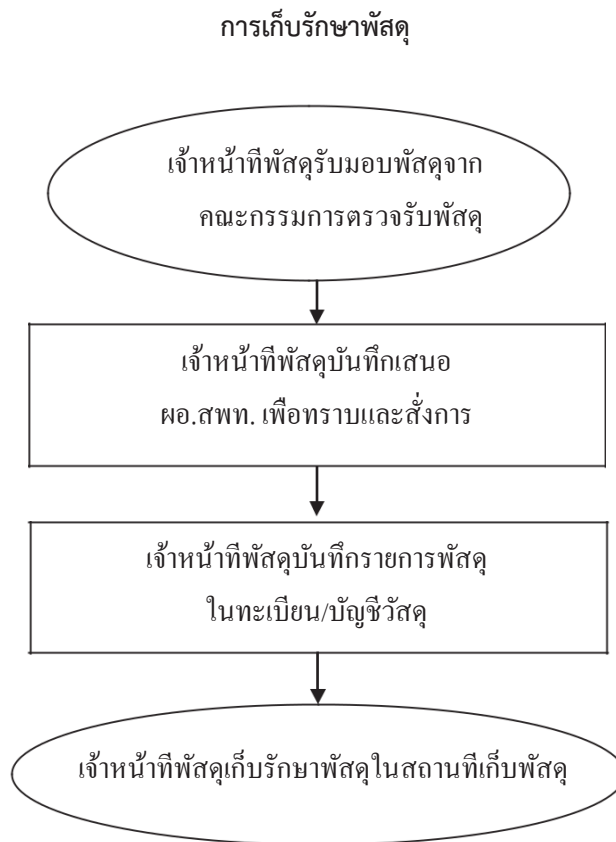 การเก็บรักษาพัสดุ
เจ้าหน้าทีพัสดุรับมอบพัสดุจาก
คณะกรรมการตรวจรับพัสดุ
เจ้าหน้าทีพัสดุบันทึกเสนอ
ผอ.สพท. เพือทราบและสั่งการ
เจ้าหน้าทีพัสดุบันทึกรายการพัสดุ
ในทะเบียน/บัญชีวัสดุ
เจ้าหน้าทีพัสดุเก็บรักษาพัสดุในสถานทีเก็บพัสดุ